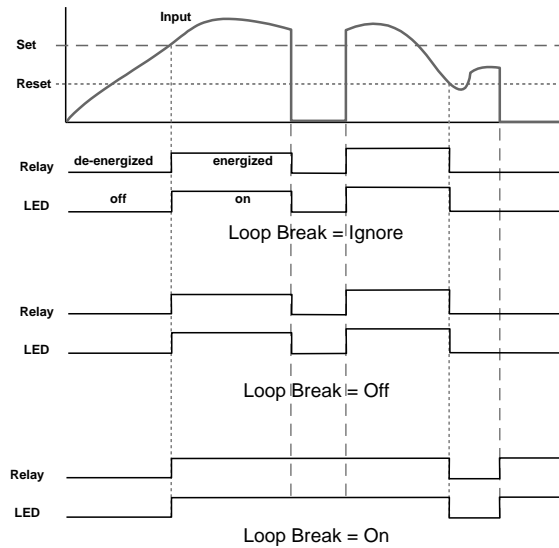 Input
Set
Reset
de-energized energized
Relay
off on
LED
Loop Break = Ignore
Relay
LED
Loop Break = Off
Relay
LED
Loop Break = On